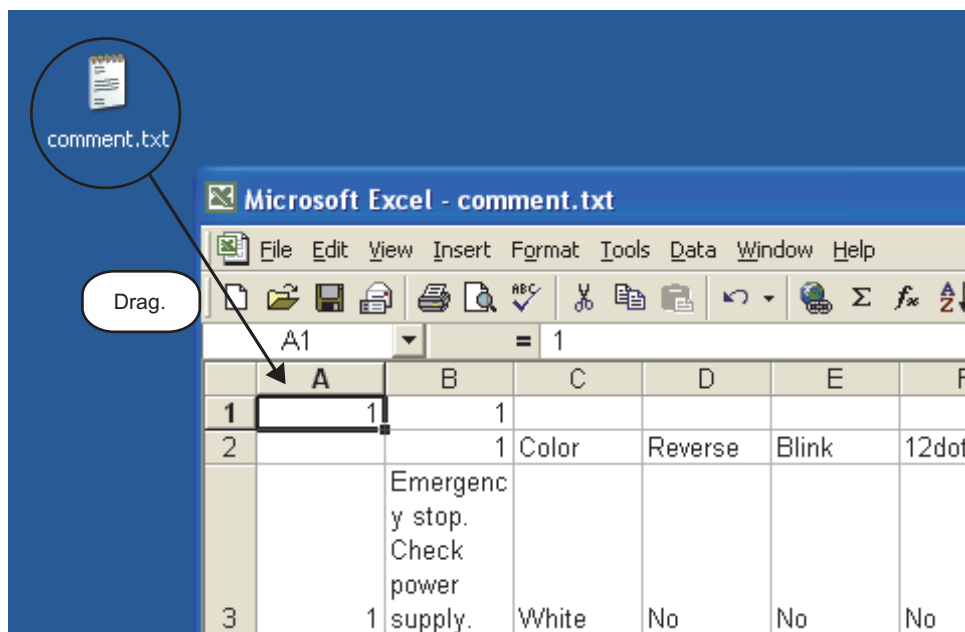 comment.txt
Microsoft Excel - comment.txt
File Edit View Insert Format Tools Data Window Help
Drag.
ABC Σ fx A Z
A1 = 1
A B C D E F
1 1 1
2 1 Color Reverse Blink 12dot
Emergenc
y stop.
Check
power
3 1 supply. White No No No